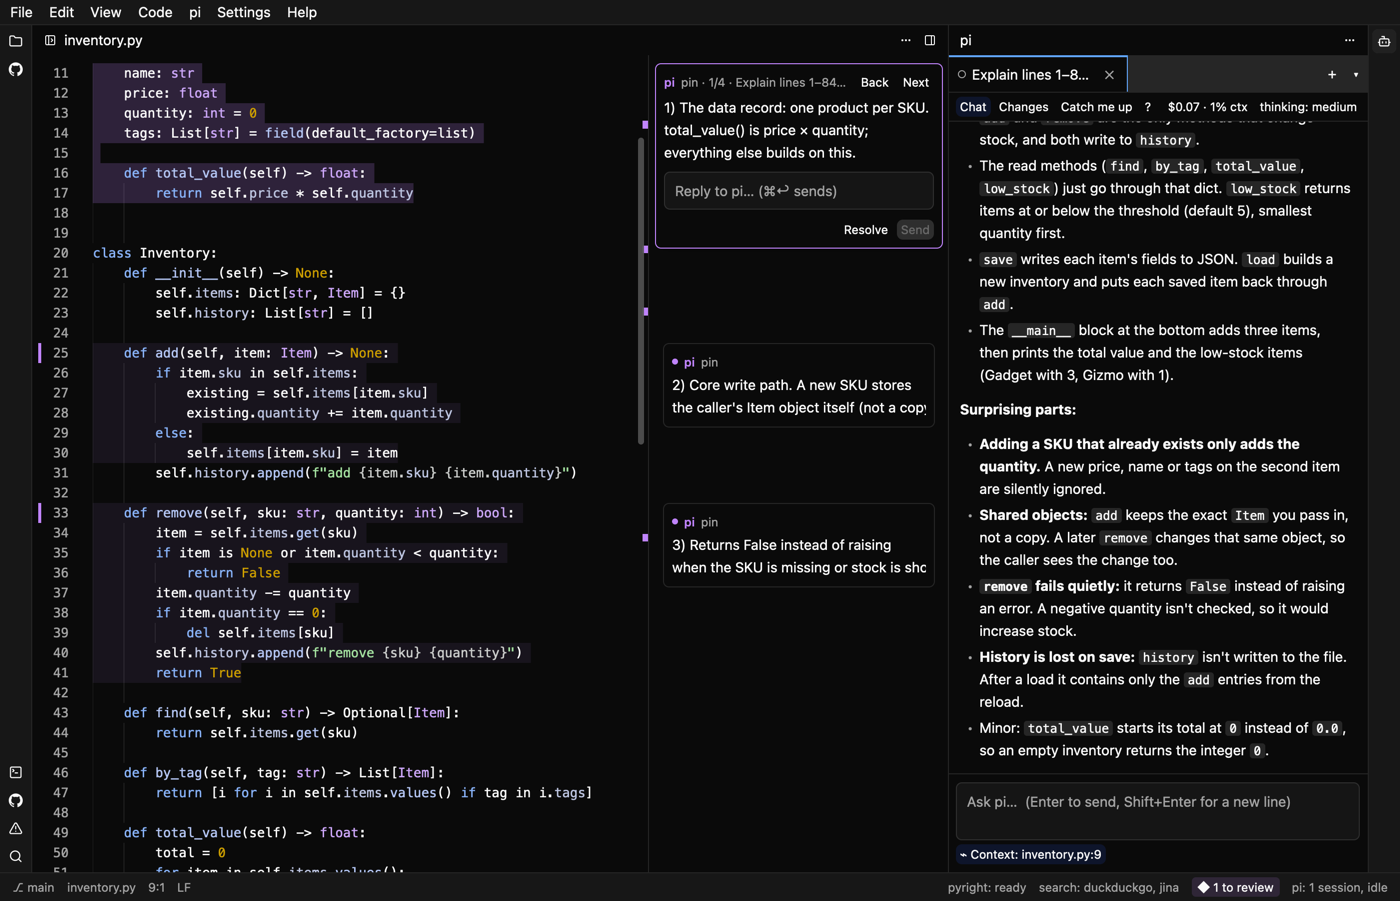 File Edit View Code pi Settings Help
inventory.py
11 name: str
12 price: float
13 quantity: int = 0
14 tags: List[str] = field(default_factory=list)
15
16 def total_value(self) -> float:
17 return self.price * self.quantity
18
19
20 class Inventory:
21 def __init__(self) -> None:
22 self.items: Dict[str, Item] = {}
23 self.history: List[str] = []
24
25 def add(self, item: Item) -> None:
26 if item.sku in self.items:
27 existing = self.items[item.sku]
28 existing.quantity += item.quantity
29 else:
30 self.items[item.sku] = item
31 self.history.append(f"add {item.sku} {item.quantity}")
32
33 def remove(self, sku: str, quantity: int) -> bool:
34 item = self.items.get(sku)
35 if item is None or item.quantity < quantity:
36 return False
37 item.quantity -= quantity
38 if item.quantity == 0:
39 del self.items[sku]
40 self.history.append(f"remove {sku} {quantity}")
41 return True
42
43 def find(self, sku: str) -> Optional[Item]:
44 return self.items.get(sku)
45
46 def by_tag(self, tag: str) -> List[Item]:
47 return [i for i in self.items.values() if tag in i.tags]
48
49 def total_value(self) -> float:
50 total = 0
51 for item in self.items.values():
pi pin · 1/4 · Explain lines 1–84... Back Next
1) The data record: one product per SKU.
total_value() is price × quantity;
everything else builds on this.
Reply to pi... (⌘↩ sends)
Resolve Send
pi pin
2) Core write path. A new SKU stores
the caller's Item object itself (not a copy
pi pin
3) Returns False instead of raising
when the SKU is missing or stock is sho
pi
Explain lines 1–8...
Chat Changes Catch me up ? $0.07 · 1% ctx thinking: medium
add and remove are the only methods that change
stock, and both write to history.
• The read methods (find, by_tag, total_value,
low_stock) just go through that dict. low_stock returns
items at or below the threshold (default 5), smallest
quantity first.
• save writes each item's fields to JSON. load builds a
new inventory and puts each saved item back through
add.
• The __main__ block at the bottom adds three items,
then prints the total value and the low-stock items
(Gadget with 3, Gizmo with 1).
Surprising parts:
• Adding a SKU that already exists only adds the
quantity. A new price, name or tags on the second item
are silently ignored.
• Shared objects: add keeps the exact Item you pass in,
not a copy. A later remove changes that same object, so
the caller sees the change too.
• remove fails quietly: it returns False instead of raising
an error. A negative quantity isn't checked, so it would
increase stock.
• History is lost on save: history isn't written to the file.
After a load it contains only the add entries from the
reload.
• Minor: total_value starts its total at 0 instead of 0.0,
so an empty inventory returns the integer 0.
Ask pi... (Enter to send, Shift+Enter for a new line)
Context: inventory.py:9
main inventory.py 9:1 LF
pyright: ready search: duckduckgo, jina 1 to review pi: 1 session, idle